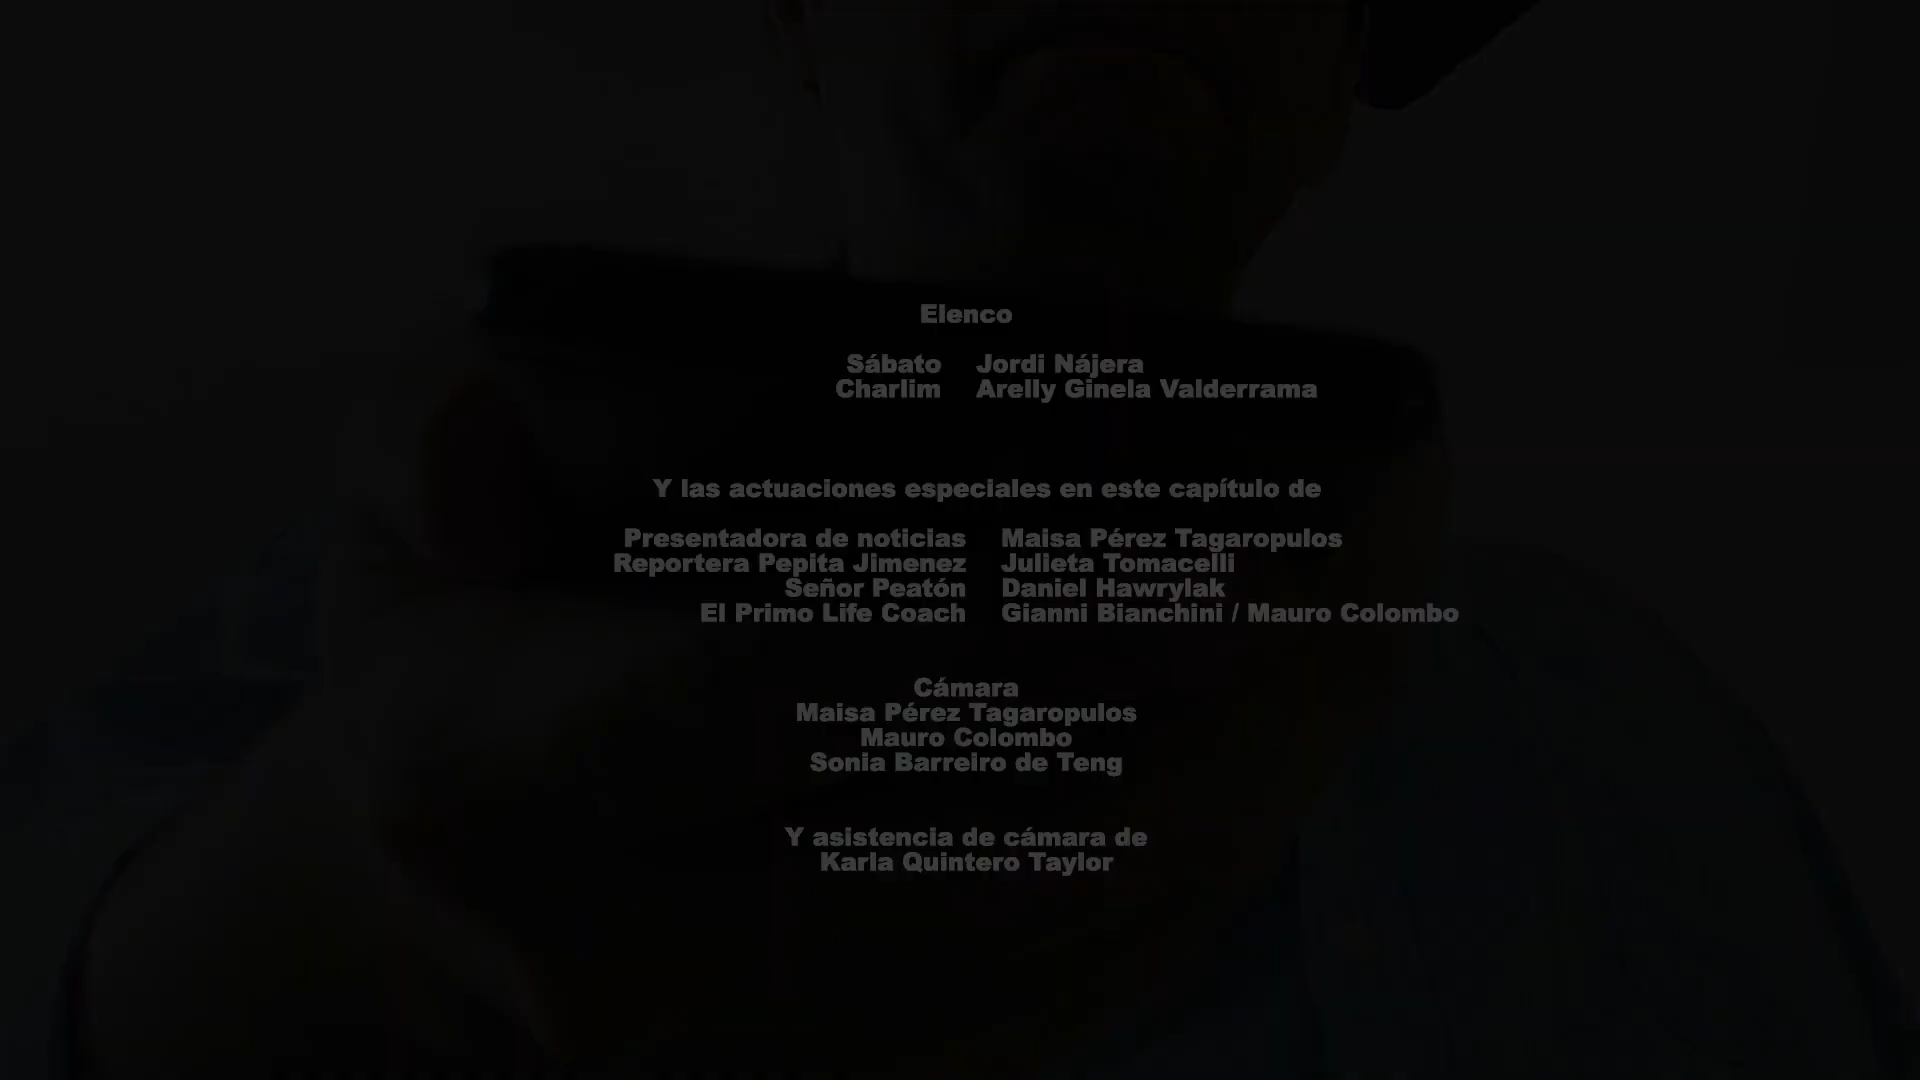 Elenco
Sábato Jordi Nájera
Charlim Arelly Ginela Valderrama
Y las actuaciones especiales en este capítulo de
Presentadora de noticias Maisa Pérez Tagaropulos
Reportera Pepita Jimenez Julieta Tomacelli
Señor Peatón Daniel Hawrylak
El Primo Life Coach Gianni Bianchini / Mauro Colombo
Cámara
Maisa Pérez Tagaropulos
Mauro Colombo
Sonia Barreiro de Teng
Y asistencia de cámara de
Karla Quintero Taylor